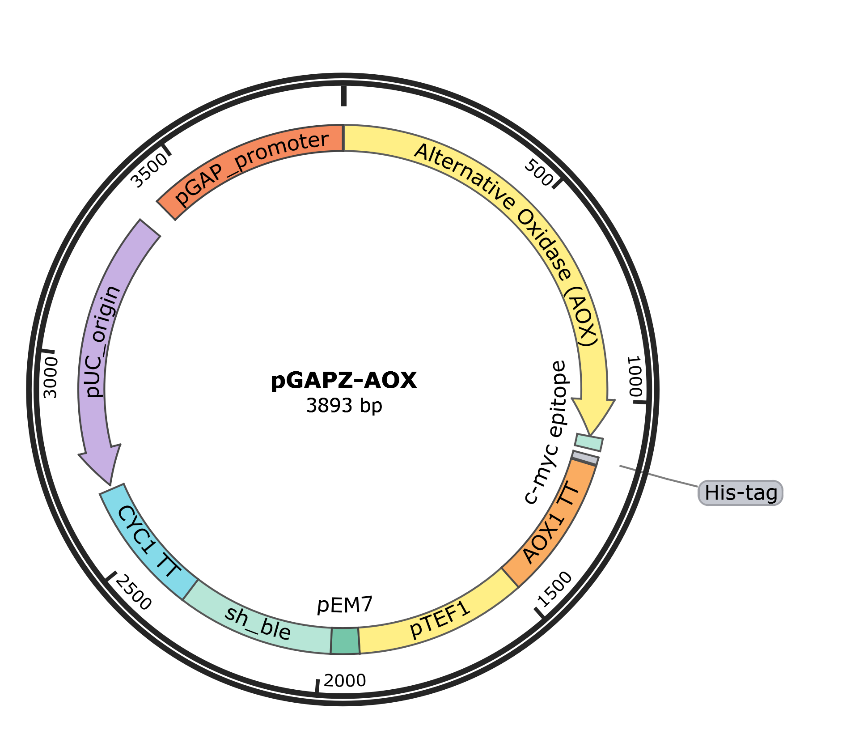 pGAP_promoter
Alternative Oxidase (AOX)
3500
500
pUC_origin
3000
1000
pGAPZ-AOX
3893 bp
c-myc epitope
His-tag
AOX1 TT
CYC1 TT
2500
1500
pEM7
sh_ble
pTEF1
2000